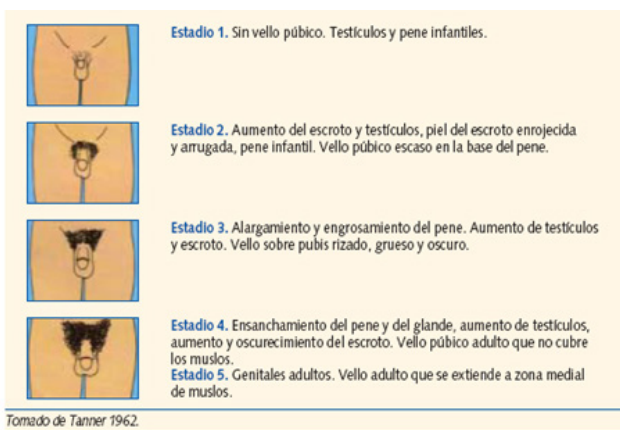 Estadio 1. Sin vello púbico. Testículos y pene infantiles.
Estadio 2. Aumento del escroto y testículos, piel del escroto enrojecida
y arrugada, pene infantil. Vello púbico escaso en la base del pene.
Estadio 3. Alargamiento y engrosamiento del pene. Aumento de testículos
y escroto. Vello sobre pubis rizado, grueso y oscuro.
Estadio 4. Ensanchamiento del pene y del glande, aumento de testículos,
aumento y oscurecimiento del escroto. Vello púbico adulto que no cubre
los muslos.
Estadio 5. Genitales adultos. Vello adulto que se extiende a zona medial
de muslos.
Tomado de Tanner 1962.